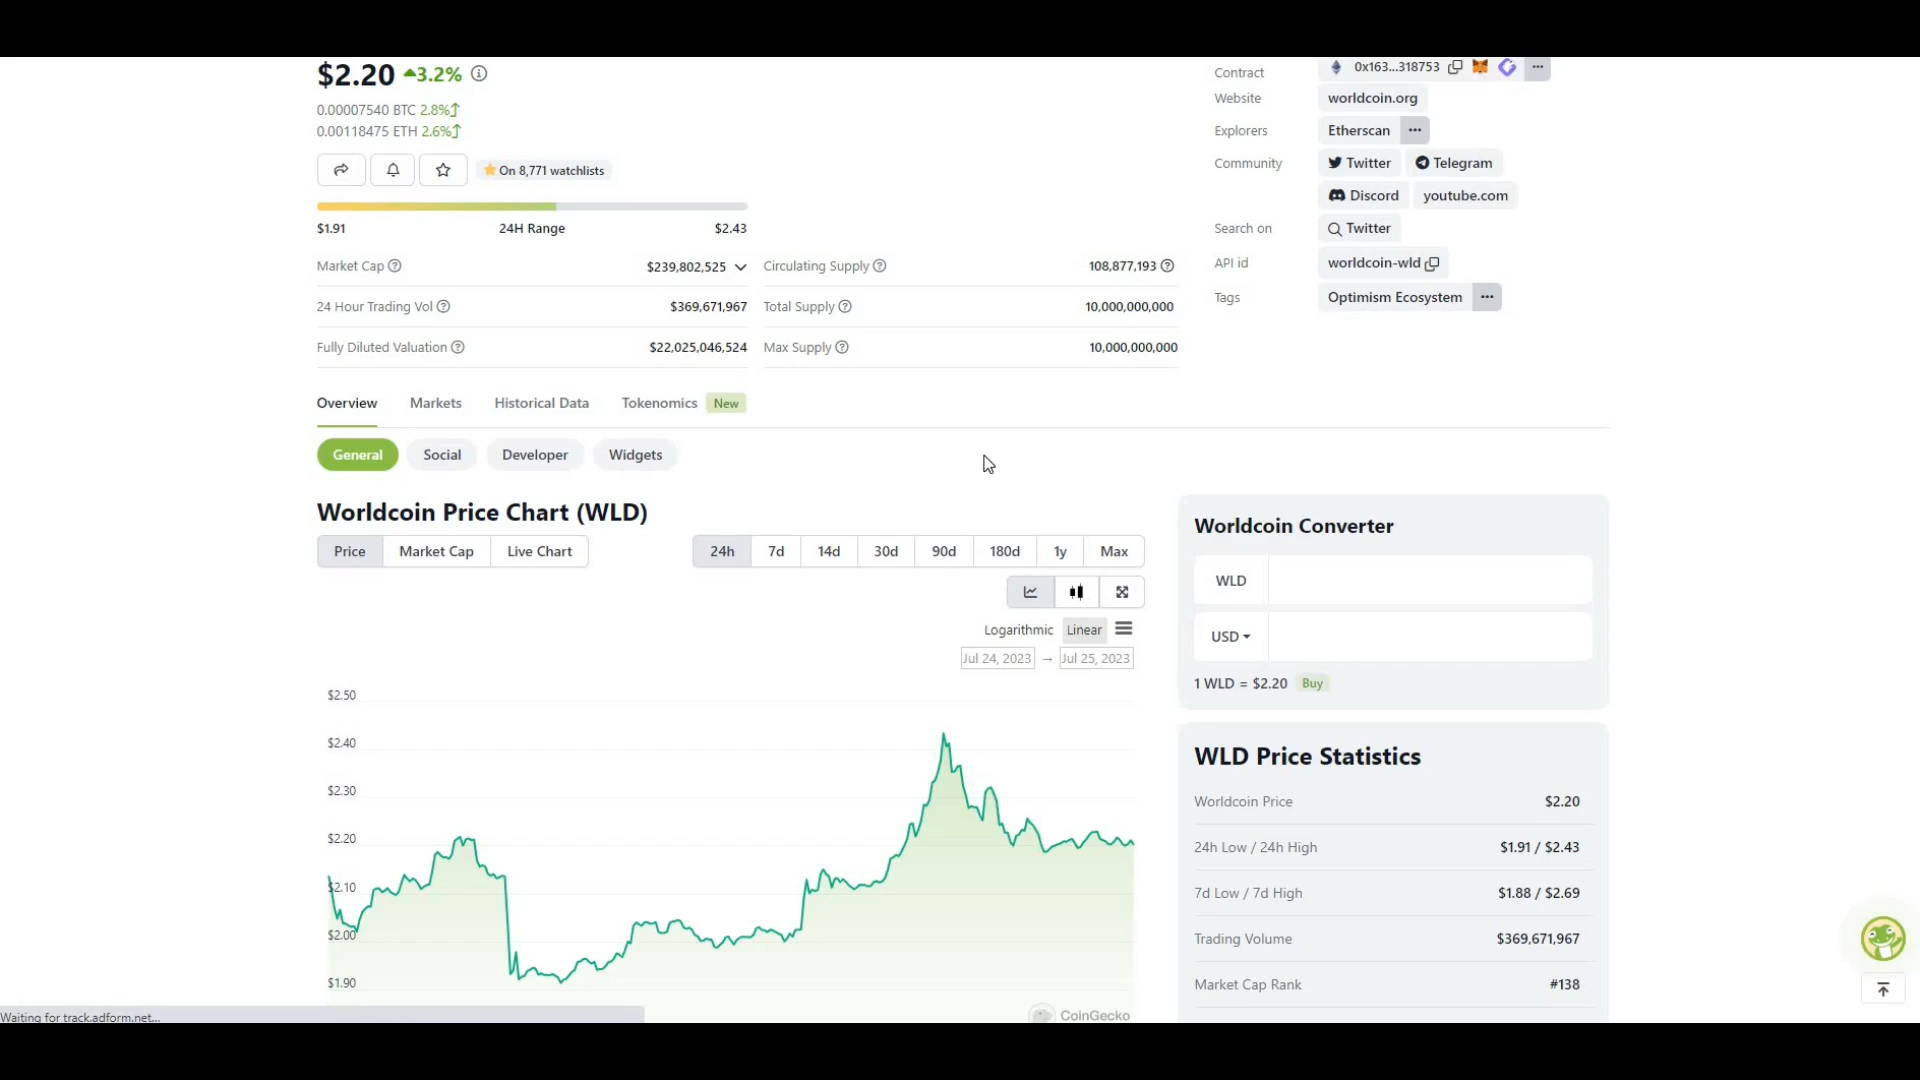 $2.20 3.2%
0.00007540 BTC 2.8%
0.00118475 ETH 2.6%
On 8,771 watchlists
$1.91 24H Range $2.43
Market Cap $239,802,525
24 Hour Trading Vol $369,671,967
Fully Diluted Valuation $22,025,046,524
Circulating Supply 108,877,193
Total Supply 10,000,000,000
Max Supply 10,000,000,000
Contract 0x163...318753 ...
Website worldcoin.org
Explorers Etherscan ...
Community Twitter Telegram
Discord youtube.com
Search on Twitter
API id worldcoin-wld
Tags Optimism Ecosystem ...
Overview Markets Historical Data Tokenomics New
General Social Developer Widgets
Worldcoin Price Chart (WLD)
Price Market Cap Live Chart 24h 7d 14d 30d 90d 180d 1y Max
Logarithmic Linear
Jul 24, 2023 → Jul 25, 2023
$2.50
$2.40
$2.30
$2.20
$2.10
$2.00
$1.90
CoinGecko
Worldcoin Converter
WLD
USD
1 WLD = $2.20 Buy
WLD Price Statistics
Worldcoin Price $2.20
24h Low / 24h High $1.91 / $2.43
7d Low / 7d High $1.88 / $2.69
Trading Volume $369,671,967
Market Cap Rank #138
Waiting for track.adform.net...